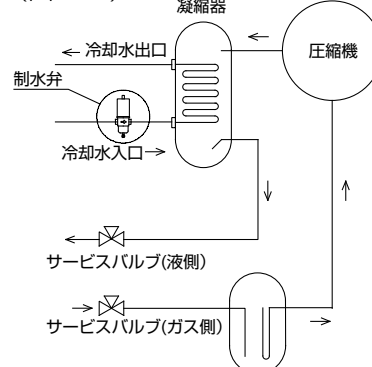 凝縮器
冷却水出口
圧縮機
制水弁
冷却水入口
サービスバルブ(液側)
サービスバルブ(ガス側)